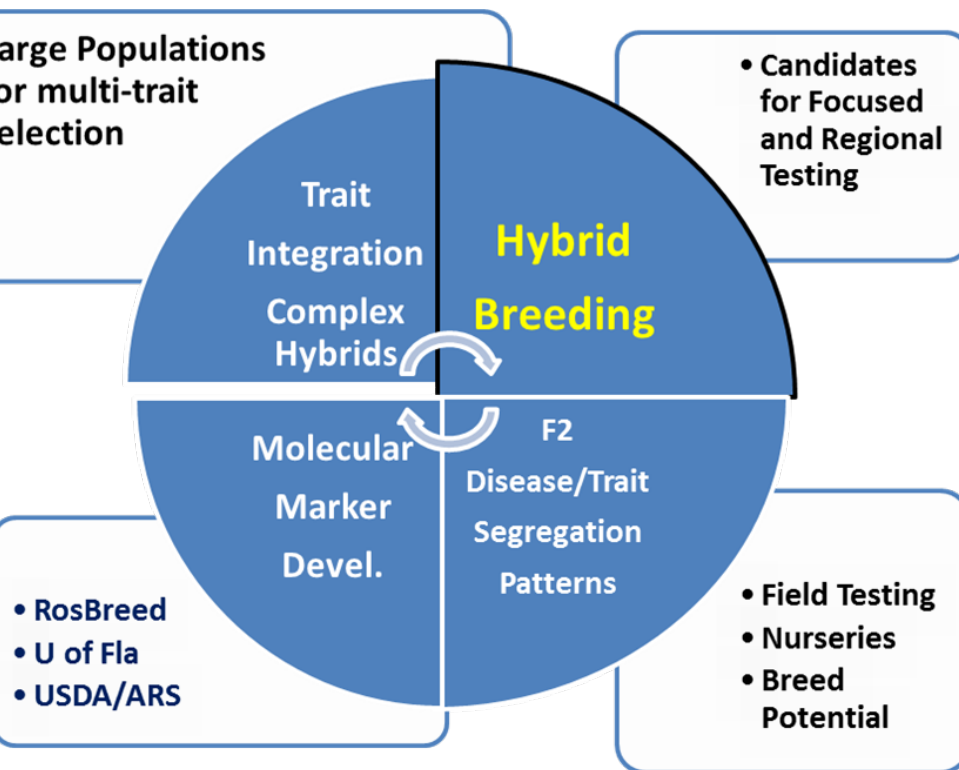 arge Populations
or multi-trait
election
• Candidates
for Focused
and Regional
Testing
Trait
Integration
Complex
Hybrids
Hybrid
Breeding
Molecular
Marker
Devel.
F2
Disease/Trait
Segregation
Patterns
• RosBreed
• U of Fla
• USDA/ARS
• Field Testing
• Nurseries
• Breed
Potential